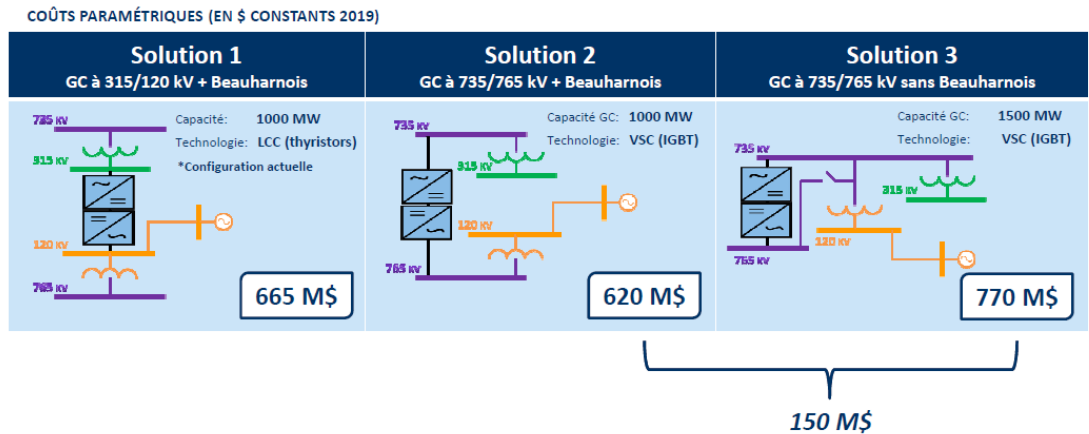 COÛTS PARAMÉTRIQUES (EN $ CONSTANTS 2019)
Solution 1
GC à 315/120 kV + Beauharnois
735 KV
Capacité: 1000 MW
Technologie: LCC (thyristors)
315 KV
*Configuration actuelle
120 KV
765 KV
665 M$
Solution 2
GC à 735/765 kV + Beauharnois
Capacité GC: 1000 MW
735 KV
Technologie: VSC (IGBT)
315 KV
120 KV
765 KV
620 M$
Solution 3
GC à 735/765 kV sans Beauharnois
Capacité GC: 1500 MW
Technologie: VSC (IGBT)
735 KV
315 KV
120 KV
765 KV
770 M$
150 M$